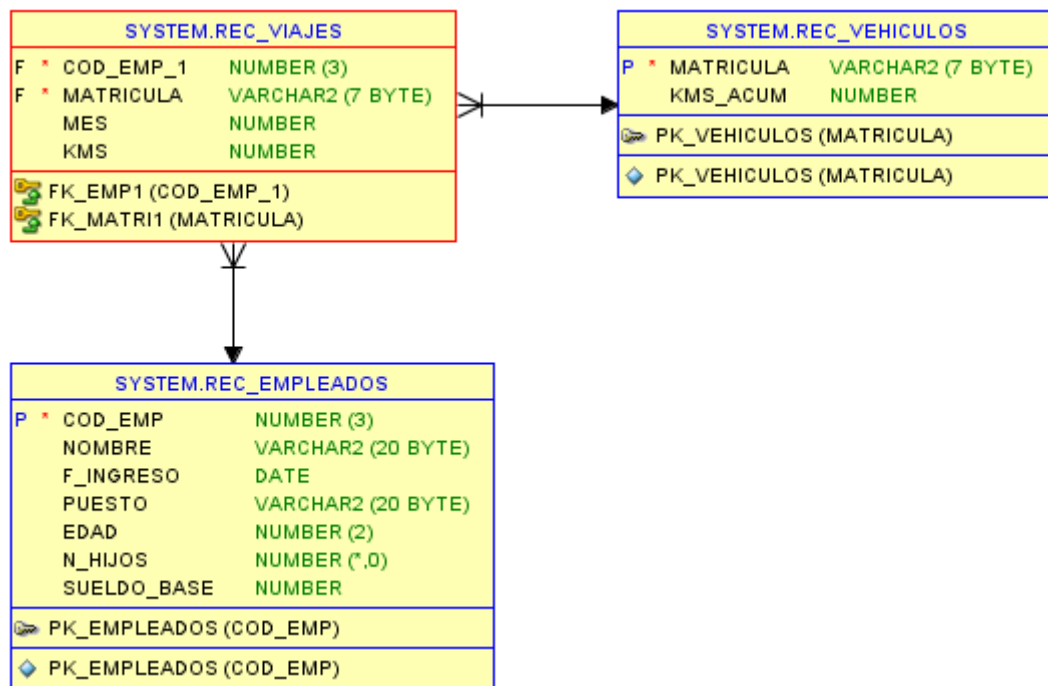 SYSTEM.REC_VIAJES
F * COD_EMP_1 NUMBER (3)
F * MATRICULA VARCHAR2 (7 BYTE)
MES NUMBER
KMS NUMBER
FK_EMP1 (COD_EMP_1)
FK_MATRI1 (MATRICULA)
SYSTEM.REC_VEHICULOS
P * MATRICULA VARCHAR2 (7 BYTE)
KMS_ACUM NUMBER
PK_VEHICULOS (MATRICULA)
PK_VEHICULOS (MATRICULA)
SYSTEM.REC_EMPLEADOS
P * COD_EMP NUMBER (3)
NOMBRE VARCHAR2 (20 BYTE)
F_INGRESO DATE
PUESTO VARCHAR2 (20 BYTE)
EDAD NUMBER (2)
N_HIJOS NUMBER (*,0)
SUELDO_BASE NUMBER
PK_EMPLEADOS (COD_EMP)
PK_EMPLEADOS (COD_EMP)